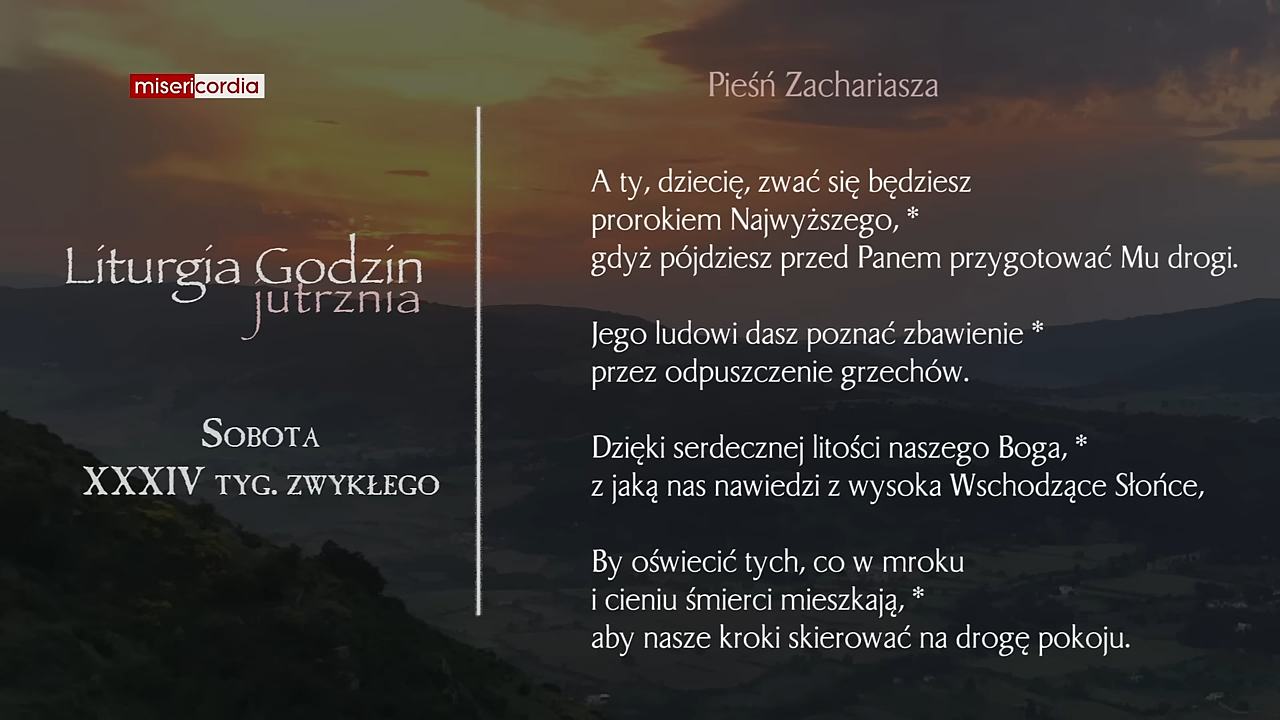 misericordia
Liturgia Godzin
jutrznia
Sobota
XXXIV tyg. zwykłego
Pieśń Zachariasza
A ty, dziecię, zwać się będziesz
prorokiem Najwyższego, *
gdyż pójdziesz przed Panem przygotować Mu drogi.
Jego ludowi dasz poznać zbawienie *
przez odpuszczenie grzechów.
Dzięki serdecznej litości naszego Boga, *
z jaką nas nawiedzi z wysoka Wschodzące Słońce,
By oświecić tych, co w mroku
i cieniu śmierci mieszkają, *
aby nasze kroki skierować na drogę pokoju.